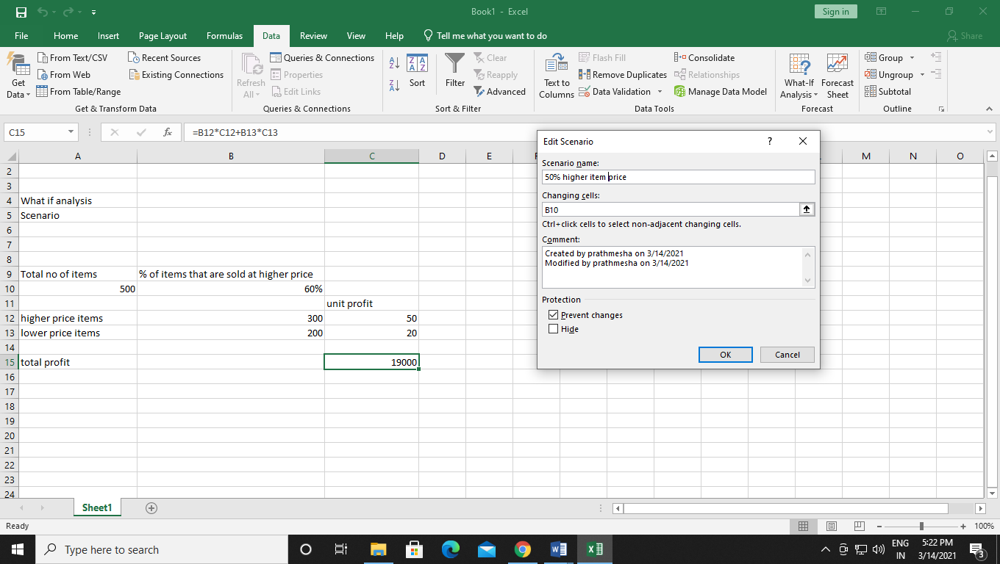 Book1 - Excel
Sign in
File Home Insert Page Layout Formulas Data Review View Help Tell me what you want to do Share
From Text/CSV Recent Sources Queries & Connections Clear Flash Fill Consolidate Group
From Web Existing Connections Properties Reapply Remove Duplicates Relationships Ungroup
From Table/Range Edit Links Advanced Data Validation Manage Data Model Subtotal
Get Data
Refresh All
Sort
Filter
Text to Columns
What-If Analysis
Forecast Sheet
Get & Transform Data Queries & Connections Sort & Filter Data Tools Forecast Outline
C15 fx =B12*C12+B13*C13
A B C D E F L M N O
2
3
4 What if analysis
5 Scenario
6
7
8
9 Total no of items % of items that are sold at higher price
10 500 60%
11 unit profit
12 higher price items 300 50
13 lower price items 200 20
14
15 total profit 19000
16
17
18
19
20
21
22
23
24
Edit Scenario ?
Scenario name:
50% higher item price
Changing cells:
B10
Ctrl+click cells to select non-adjacent changing cells.
Comment:
Created by prathmesha on 3/14/2021
Modified by prathmesha on 3/14/2021
Protection
Prevent changes
Hide
OK Cancel
Sheet1
Ready 100%
Type here to search
ENG
IN
5:22 PM
3/14/2021
3